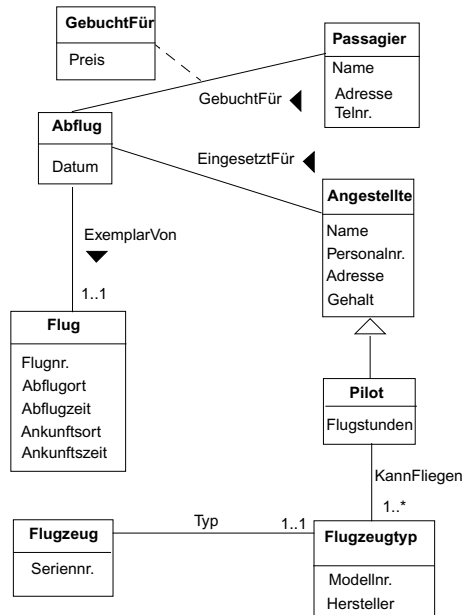 GebuchtFür
Preis
Passagier
Name
Adresse
Telnr.
GebuchtFür
Abflug
Datum
EingesetztFür
Angestellte
Name
Personalnr.
Adresse
Gehalt
ExemplarVon
1..1
Flug
Flugnr.
Abflugort
Abflugzeit
Ankunftsort
Ankunftszeit
Pilot
Flugstunden
KannFliegen
1..*
Flugzeug
Seriennr.
Typ
1..1
Flugzeugtyp
Modellnr.
Hersteller